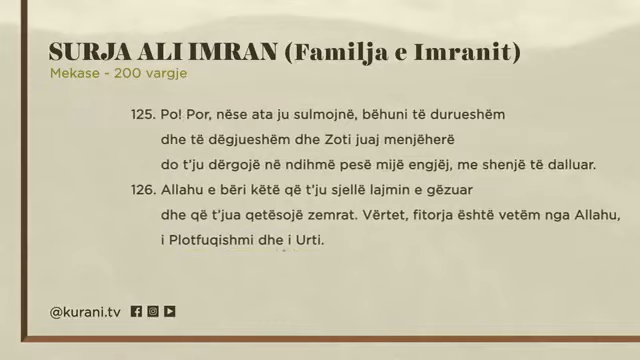 SURJA ALI IMRAN (Familja e Imranit)
Mekase - 200 vargje
125. Po! Por, nëse ata ju sulmojnë, bëhuni të durueshëm
dhe të dëgjueshëm dhe Zoti juaj menjëherë
do t'ju dërgojë në ndihmë pesë mijë engjëj, me shenjë të dalluar.
126. Allahu e bëri këtë që t'ju sjellë lajmin e gëzuar
dhe që t'jua qetësojë zemrat. Vërtet, fitorja është vetëm nga Allahu,
i Plotfuqishmi dhe i Urti.
@kurani.tv